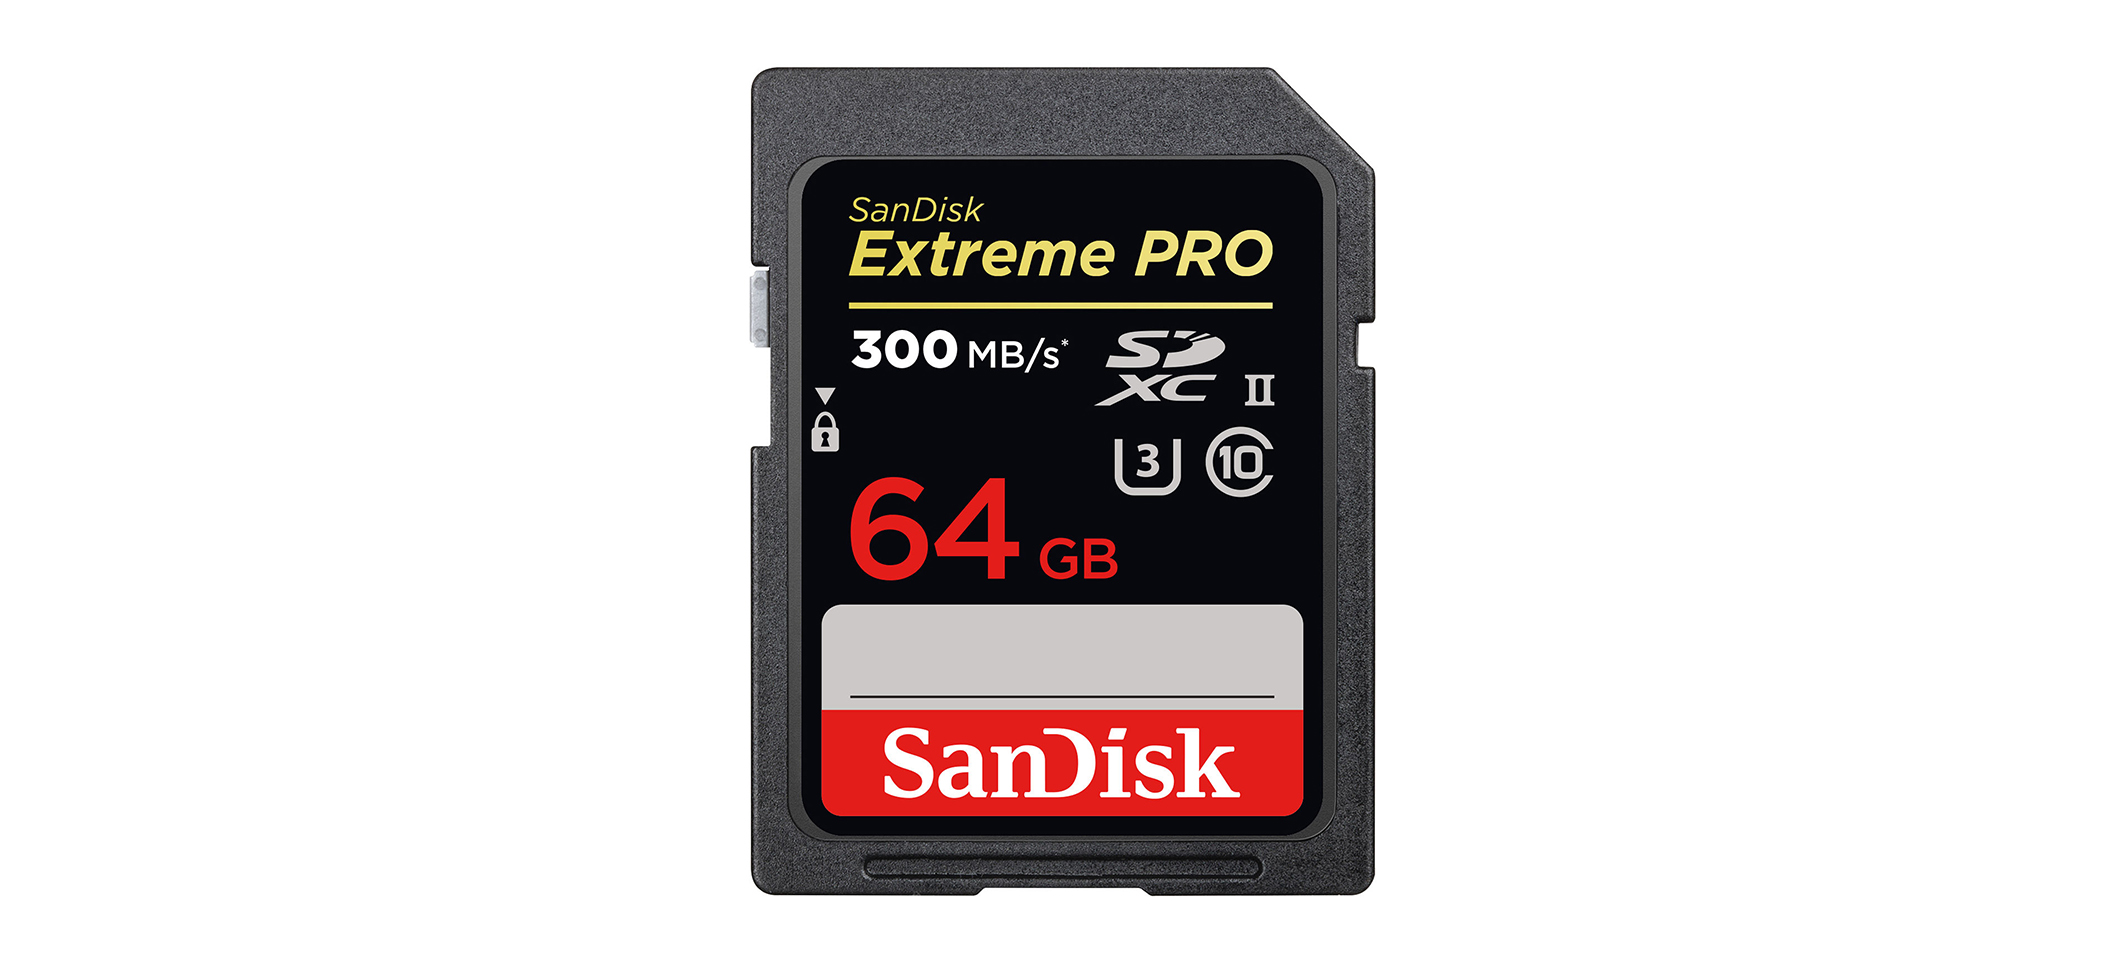 SanDisk
Extreme PRO
300 MB/s*
SD
XC II
3 10
64 GB
SanDisk